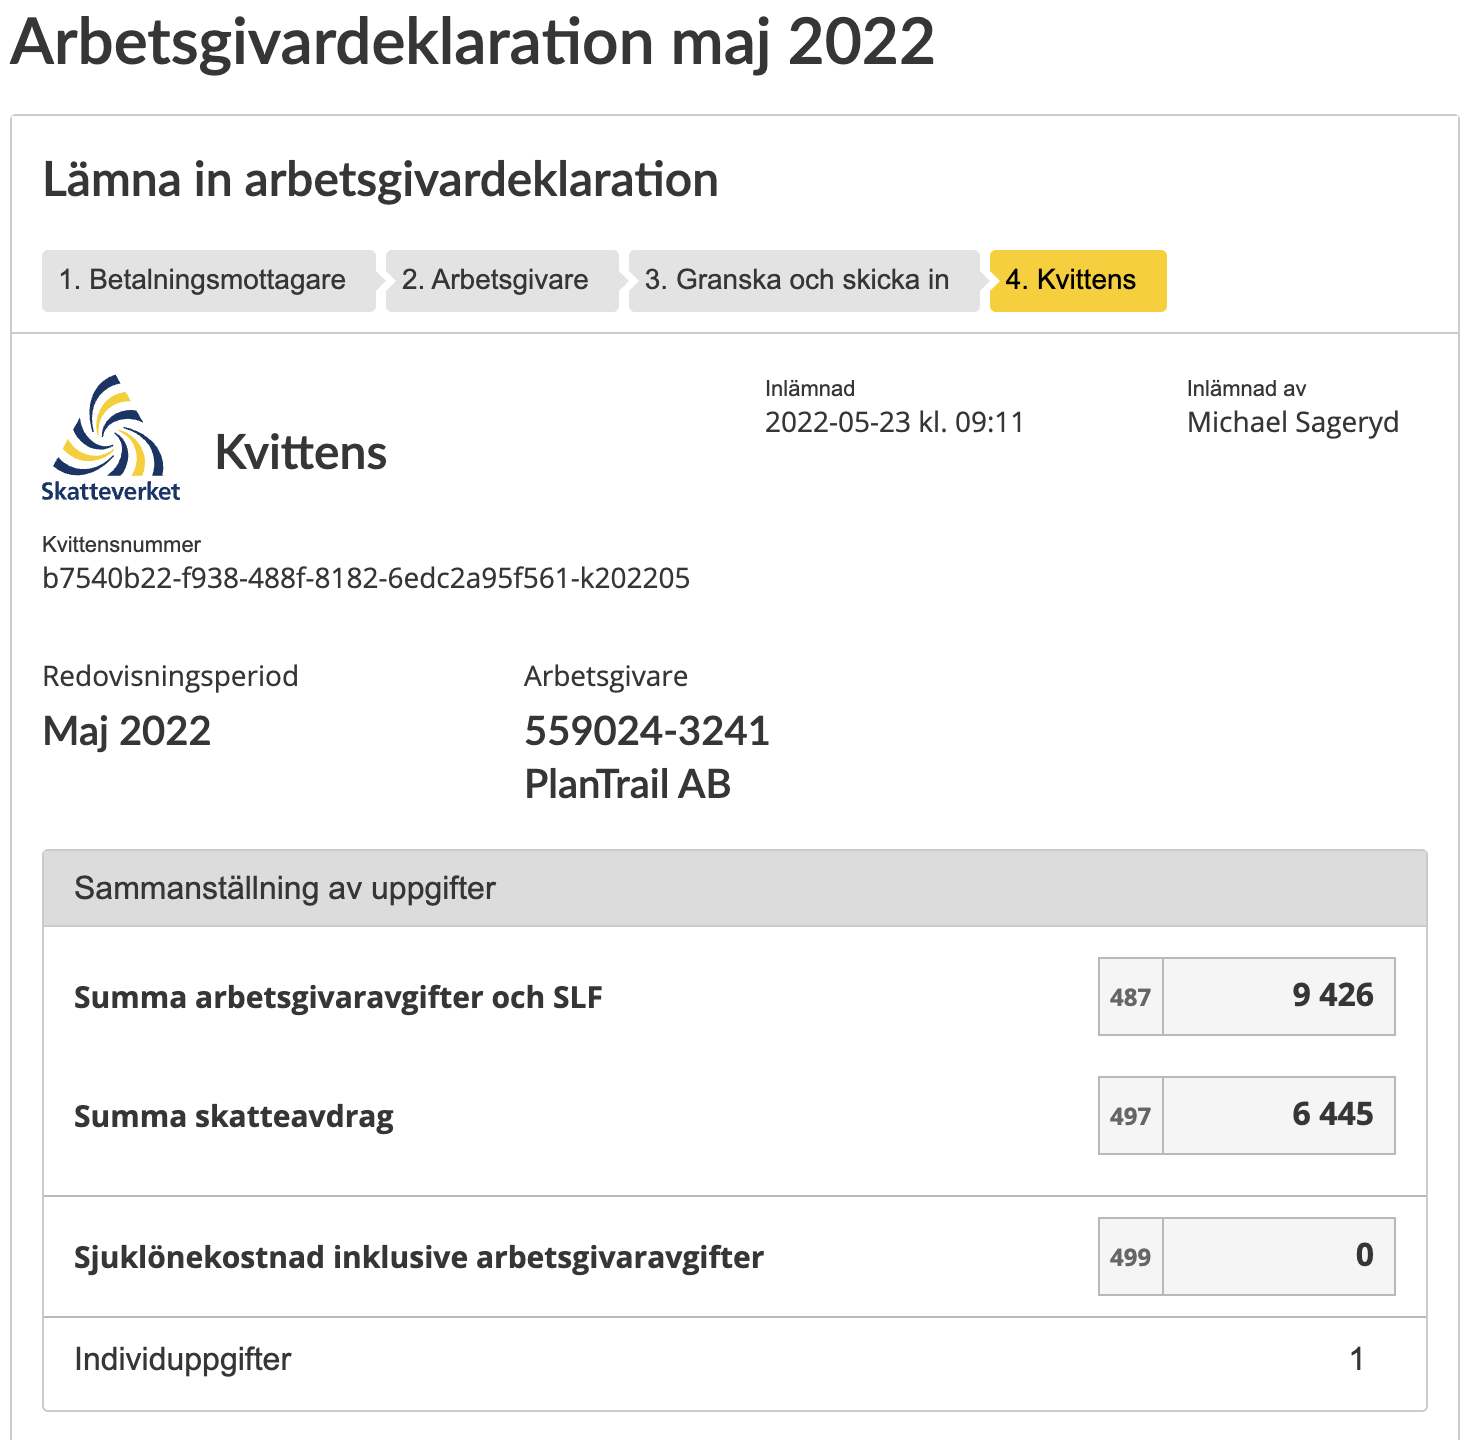 Arbetsgivardeklaration maj 2022
Lämna in arbetsgivardeklaration
1. Betalningsmottagare
2. Arbetsgivare
3. Granska och skicka in
4. Kvittens
Skatteverket
Kvittens
Inlämnad
2022-05-23 kl. 09:11
Inlämnad av
Michael Sageryd
Kvittensnummer
b7540b22-f938-488f-8182-6edc2a95f561-k202205
Redovisningsperiod
Maj 2022
Arbetsgivare
559024-3241
PlanTrail AB
Sammanställning av uppgifter
Summa arbetsgivaravgifter och SLF 487 9 426
Summa skatteavdrag 497 6 445
Sjuklönekostnad inklusive arbetsgivaravgifter 499 0
Individuppgifter 1